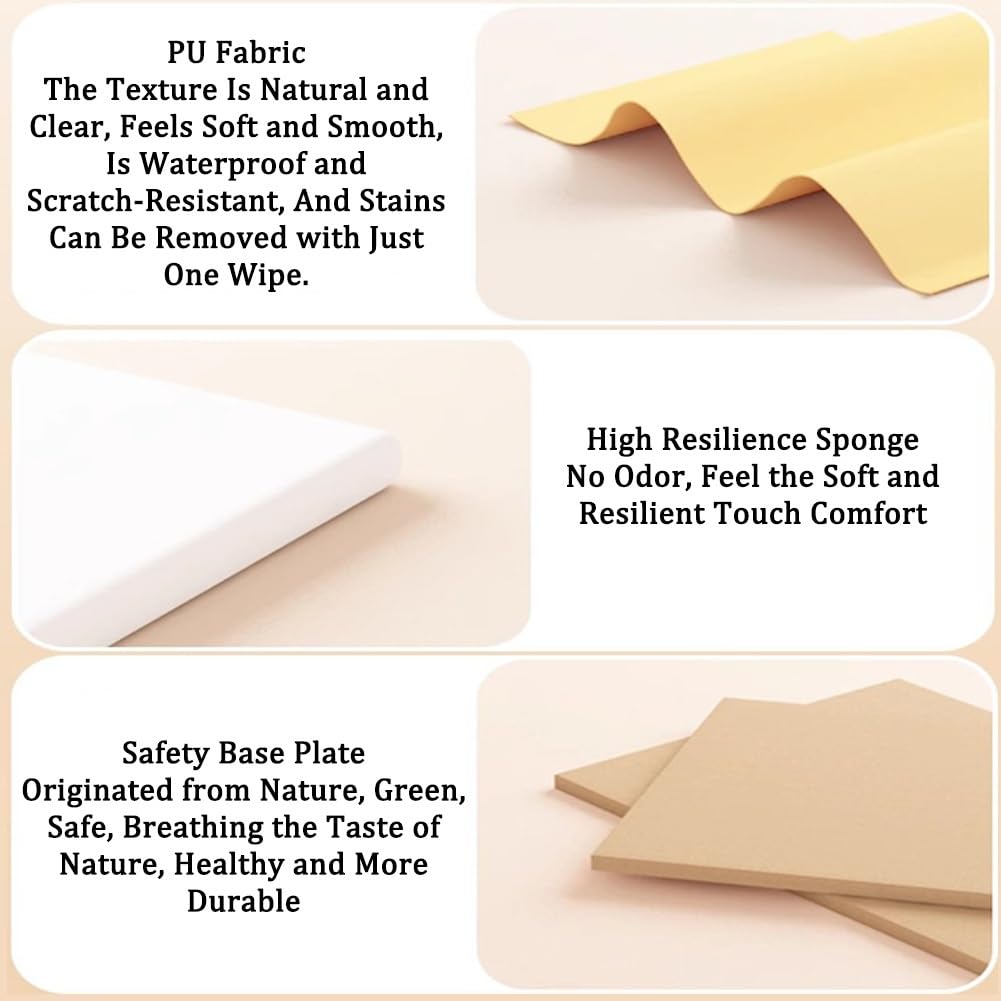 PU Fabric
The Texture Is Natural and
Clear, Feels Soft and Smooth,
Is Waterproof and
Scratch-Resistant, And Stains
Can Be Removed with Just
One Wipe.
High Resilience Sponge
No Odor, Feel the Soft and
Resilient Touch Comfort
Safety Base Plate
Originated from Nature, Green,
Safe, Breathing the Taste of
Nature, Healthy and More
Durable